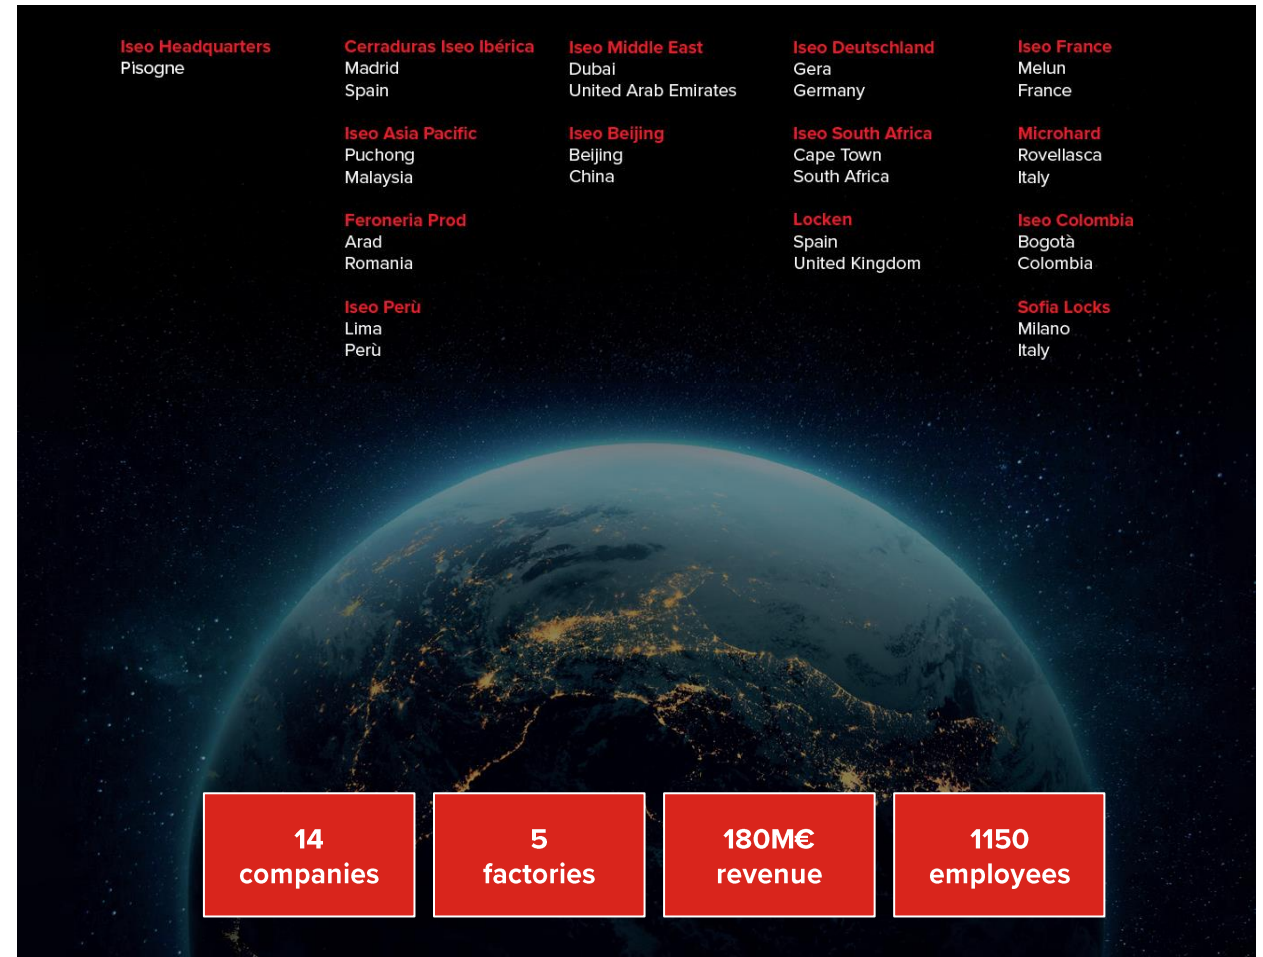 Iseo Headquarters
Pisogne
Cerraduras Iseo Ibérica
Madrid
Spain
Iseo Asia Pacific
Puchong
Malaysia
Feroneria Prod
Arad
Romania
Iseo Perù
Lima
Perù
Iseo Middle East
Dubai
United Arab Emirates
Iseo Beijing
Beijing
China
Iseo Deutschland
Gera
Germany
Iseo South Africa
Cape Town
South Africa
Locken
Spain
United Kingdom
Iseo France
Melun
France
Microhard
Rovellasca
Italy
Iseo Colombia
Bogotà
Colombia
Sofia Locks
Milano
Italy
14
companies
5
factories
180M€
revenue
1150
employees